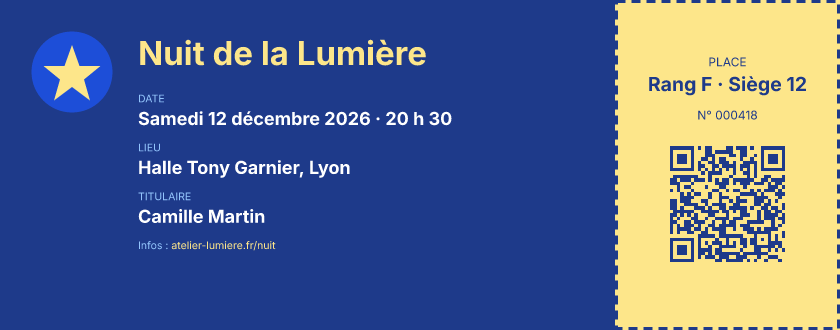 Nuit de la Lumière
DATE
Samedi 12 décembre 2026 · 20 h 30
LIEU
Halle Tony Garnier, Lyon
TITULAIRE
Camille Martin
Infos : atelier-lumiere.fr/nuit
PLACE
Rang F · Siège 12
N° 000418